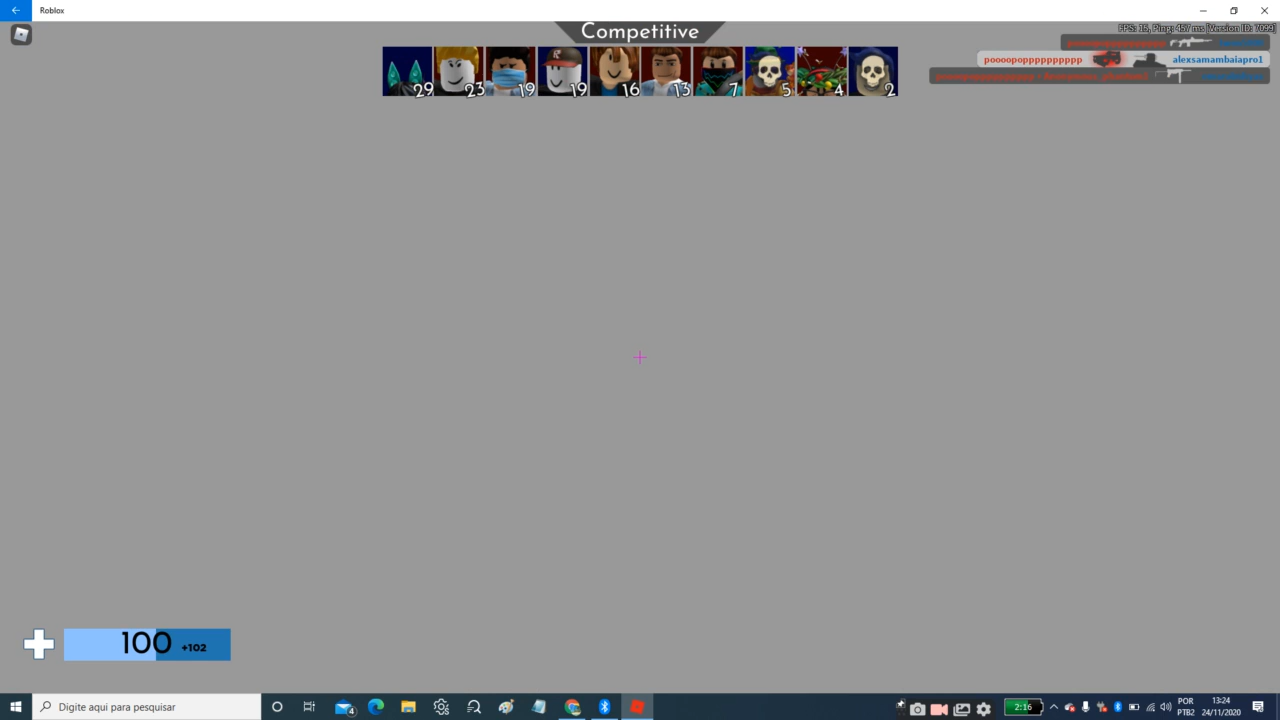 Roblox
Competitive
FPS: 15, Ping: 457 ms [Version ID: 7099]
29 23 19 19 16 13 7 5 4 2
poooopoppppppppp alexsamambaiapro1
100 +102
Digite aqui para pesquisar
4
2:16
POR 13:24
PTB2 24/11/2020